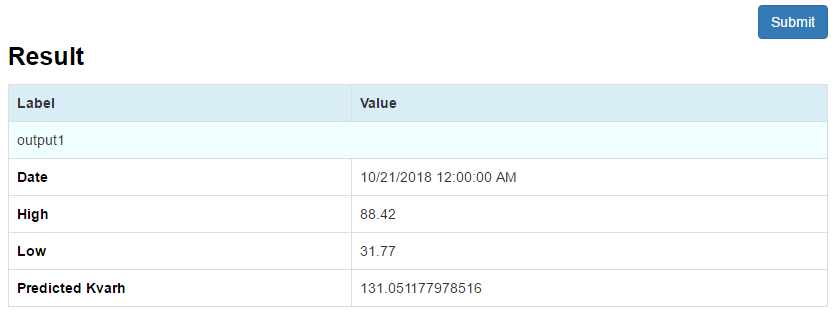 Submit
Result
Label Value
output1
Date 10/21/2018 12:00:00 AM
High 88.42
Low 31.77
Predicted Kvarh 131.051177978516